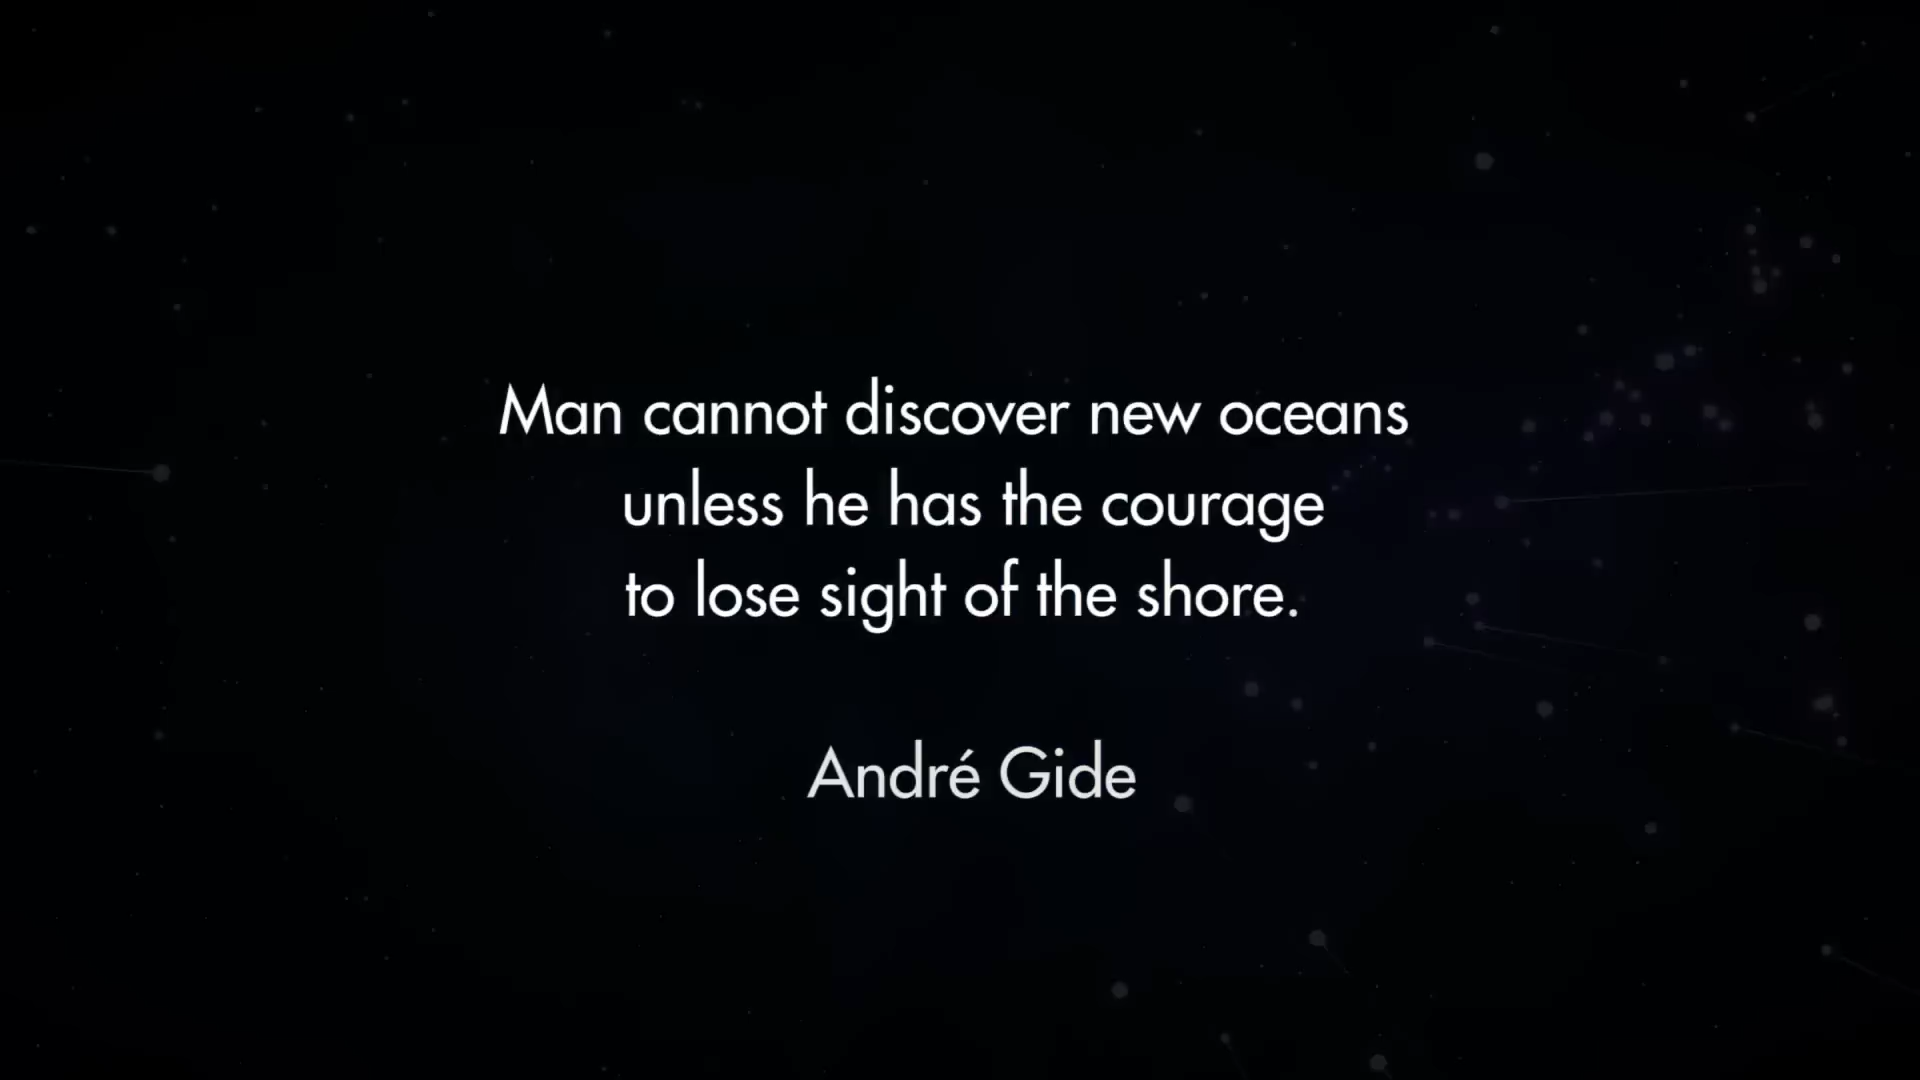 Man cannot discover new oceans
unless he has the courage
to lose sight of the shore.
André Gide